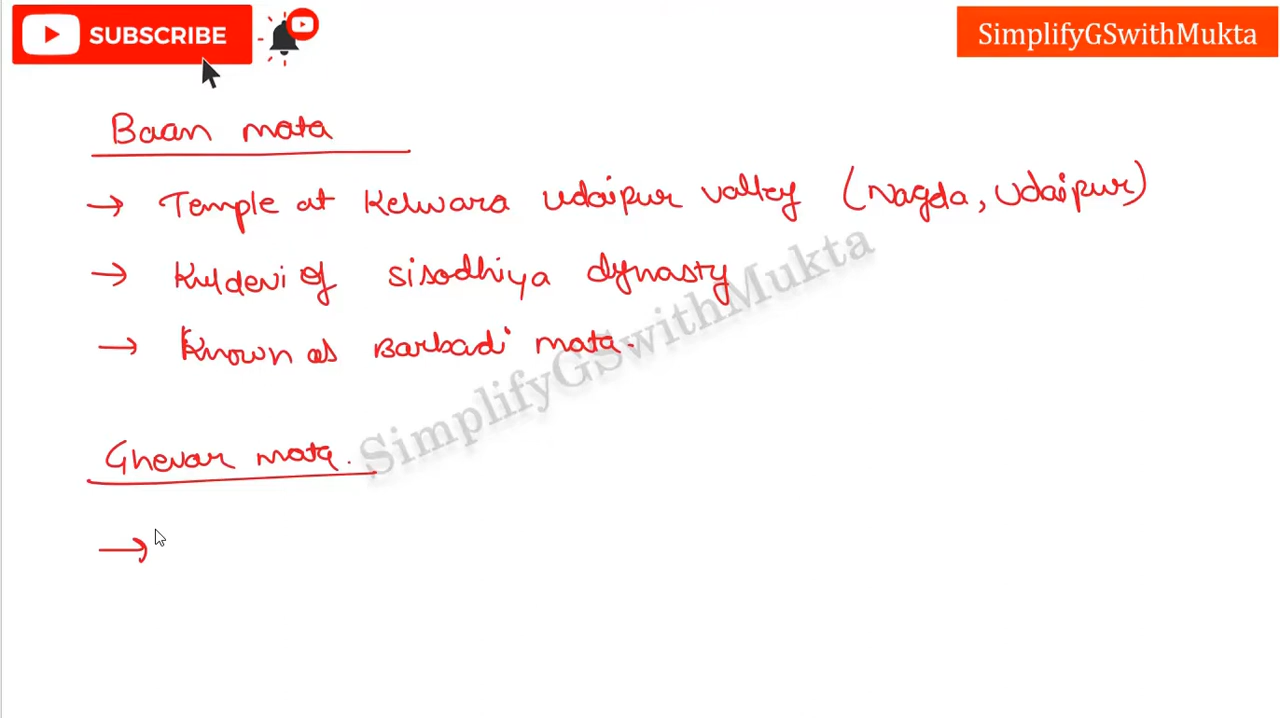 SUBSCRIBE
SimplifyGSwithMukta
Baan mata
→ Temple at Kelwara Udaipur valley (Nagda, Udaipur)
→ Kuldevi of sisodhiya dynasty
→ Known as Barbadi mata.
SimplifyGSwithMukta
Ghevar mata.
→